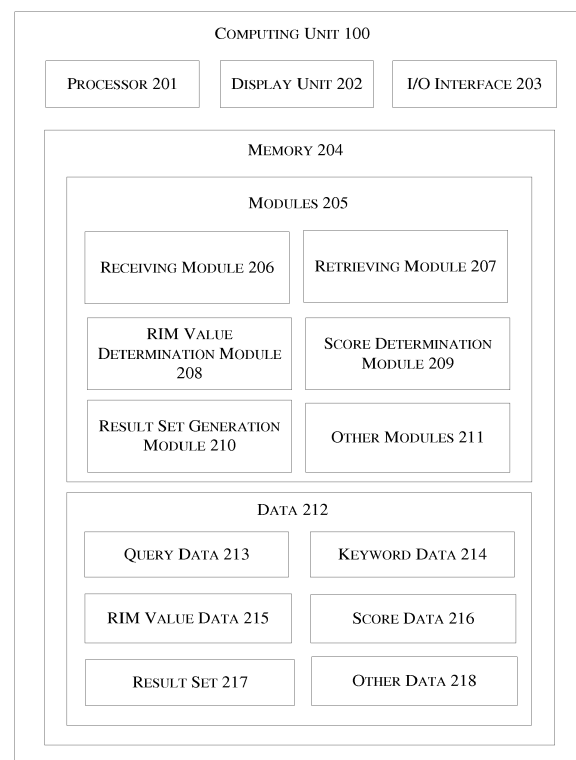 COMPUTING UNIT 100
PROCESSOR 201
DISPLAY UNIT 202
I/O INTERFACE 203
MEMORY 204
MODULES 205
RECEIVING MODULE 206
RETRIEVING MODULE 207
RIM VALUE
DETERMINATION MODULE
208
SCORE DETERMINATION
MODULE 209
RESULT SET GENERATION
MODULE 210
OTHER MODULES 211
DATA 212
QUERY DATA 213
KEYWORD DATA 214
RIM VALUE DATA 215
SCORE DATA 216
RESULT SET 217
OTHER DATA 218